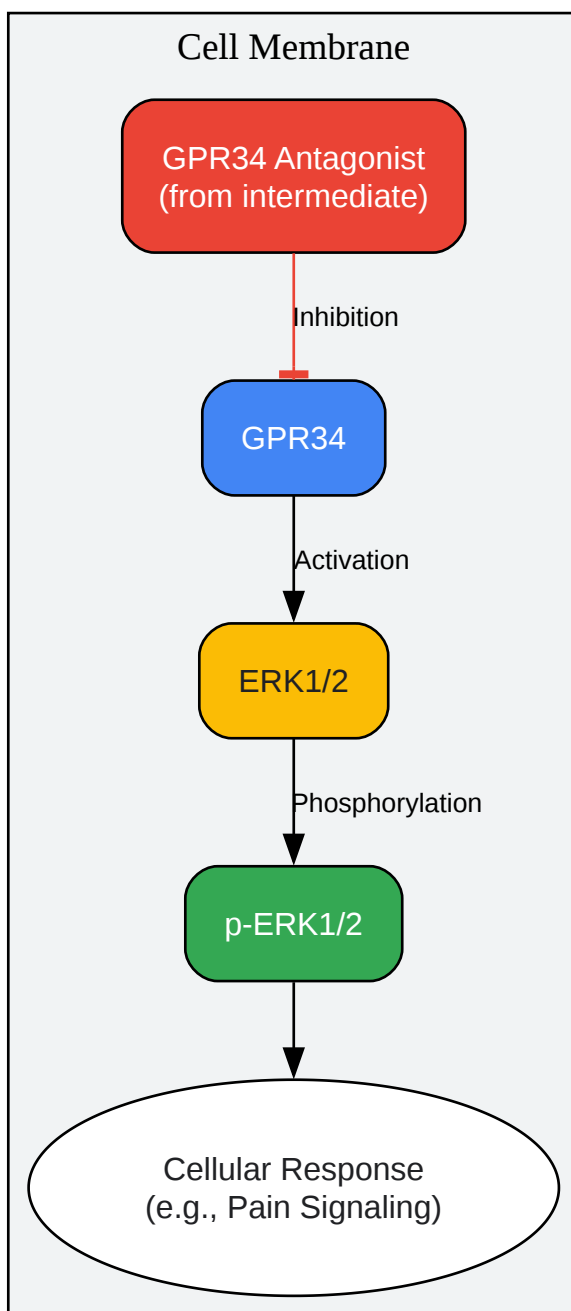 Cell Membrane
GPR34 Antagonist
(from intermediate)
Inhibition
GPR34
Activation
ERK1/2
Phosphorylation
p-ERK1/2
Cellular Response
(e.g., Pain Signaling)